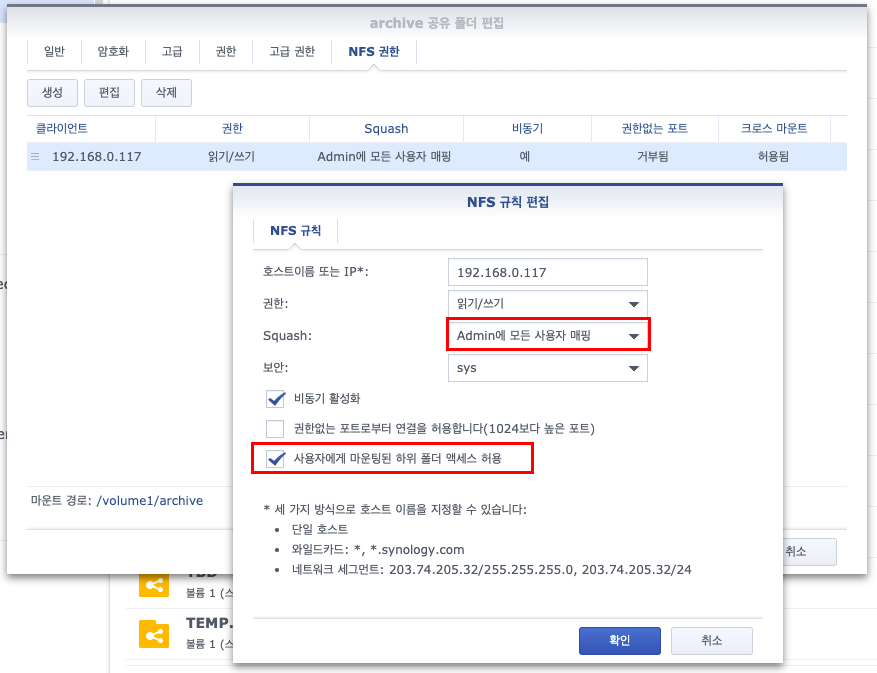 archive 공유 폴더 편집
일반 암호화 고급 권한 고급 권한 NFS 권한
생성 편집 삭제
클라이언트 권한 Squash 비동기 권한없는 포트 크로스 마운트
192.168.0.117 읽기/쓰기 Admin에 모든 사용자 매핑 예 거부됨 허용됨
NFS 규칙 편집
NFS 규칙
호스트이름 또는 IP*: 192.168.0.117
권한: 읽기/쓰기
Squash: Admin에 모든 사용자 매핑
보안: sys
비동기 활성화
권한없는 포트로부터 연결을 허용합니다(1024보다 높은 포트)
사용자에게 마운팅된 하위 폴더 액세스 허용
* 세 가지 방식으로 호스트 이름을 지정할 수 있습니다:
• 단일 호스트
• 와일드카드: *, *.synology.com
• 네트워크 세그먼트: 203.74.205.32/255.255.255.0, 203.74.205.32/24
확인 취소
마운트 경로: /volume1/archive
취소
볼륨 1 (스
TEMP.
볼륨 1 (스